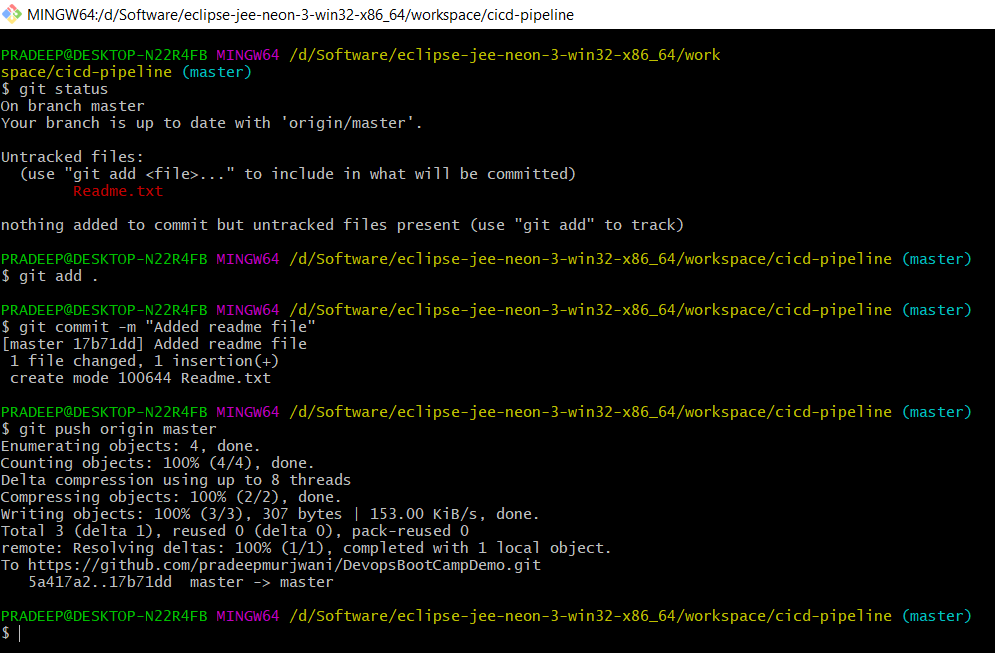 MINGW64:/d/Software/eclipse-jee-neon-3-win32-x86_64/workspace/cicd-pipeline
PRADEEP@DESKTOP-N22R4FB MINGW64 /d/Software/eclipse-jee-neon-3-win32-x86_64/work
space/cicd-pipeline (master)
$ git status
On branch master
Your branch is up to date with 'origin/master'.
Untracked files:
  (use "git add <file>..." to include in what will be committed)
        Readme.txt
nothing added to commit but untracked files present (use "git add" to track)
PRADEEP@DESKTOP-N22R4FB MINGW64 /d/Software/eclipse-jee-neon-3-win32-x86_64/workspace/cicd-pipeline (master)
$ git add .
PRADEEP@DESKTOP-N22R4FB MINGW64 /d/Software/eclipse-jee-neon-3-win32-x86_64/workspace/cicd-pipeline (master)
$ git commit -m "Added readme file"
[master 17b71dd] Added readme file
 1 file changed, 1 insertion(+)
 create mode 100644 Readme.txt
PRADEEP@DESKTOP-N22R4FB MINGW64 /d/Software/eclipse-jee-neon-3-win32-x86_64/workspace/cicd-pipeline (master)
$ git push origin master
Enumerating objects: 4, done.
Counting objects: 100% (4/4), done.
Delta compression using up to 8 threads
Compressing objects: 100% (2/2), done.
Writing objects: 100% (3/3), 307 bytes | 153.00 KiB/s, done.
Total 3 (delta 1), reused 0 (delta 0), pack-reused 0
remote: Resolving deltas: 100% (1/1), completed with 1 local object.
To https://github.com/pradeepmurjwani/DevopsBootCampDemo.git
   5a417a2..17b71dd  master -> master
PRADEEP@DESKTOP-N22R4FB MINGW64 /d/Software/eclipse-jee-neon-3-win32-x86_64/workspace/cicd-pipeline (master)
$